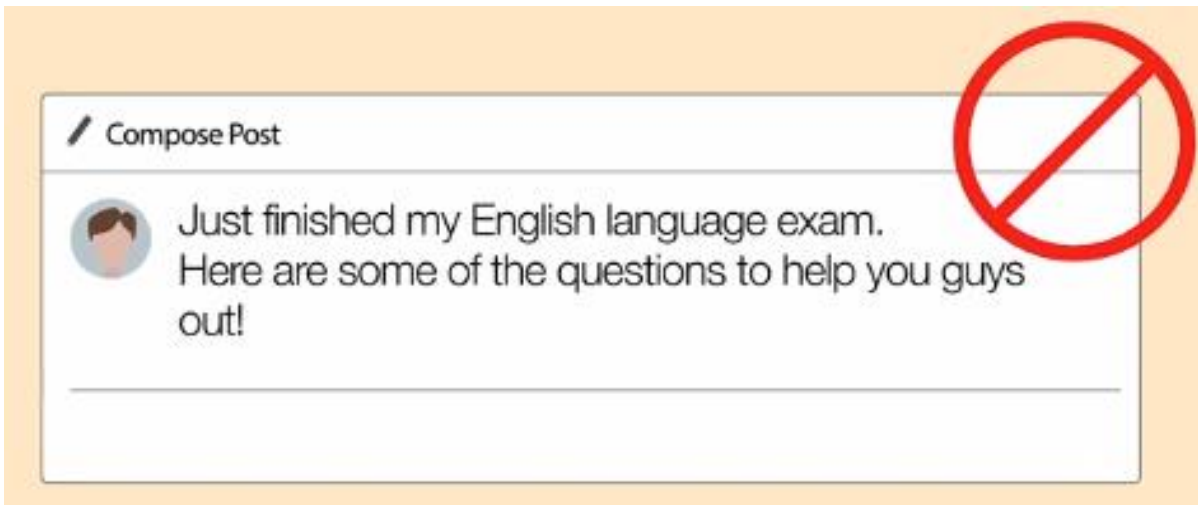 Compose Post
Just finished my English language exam.
Here are some of the questions to help you guys
out!